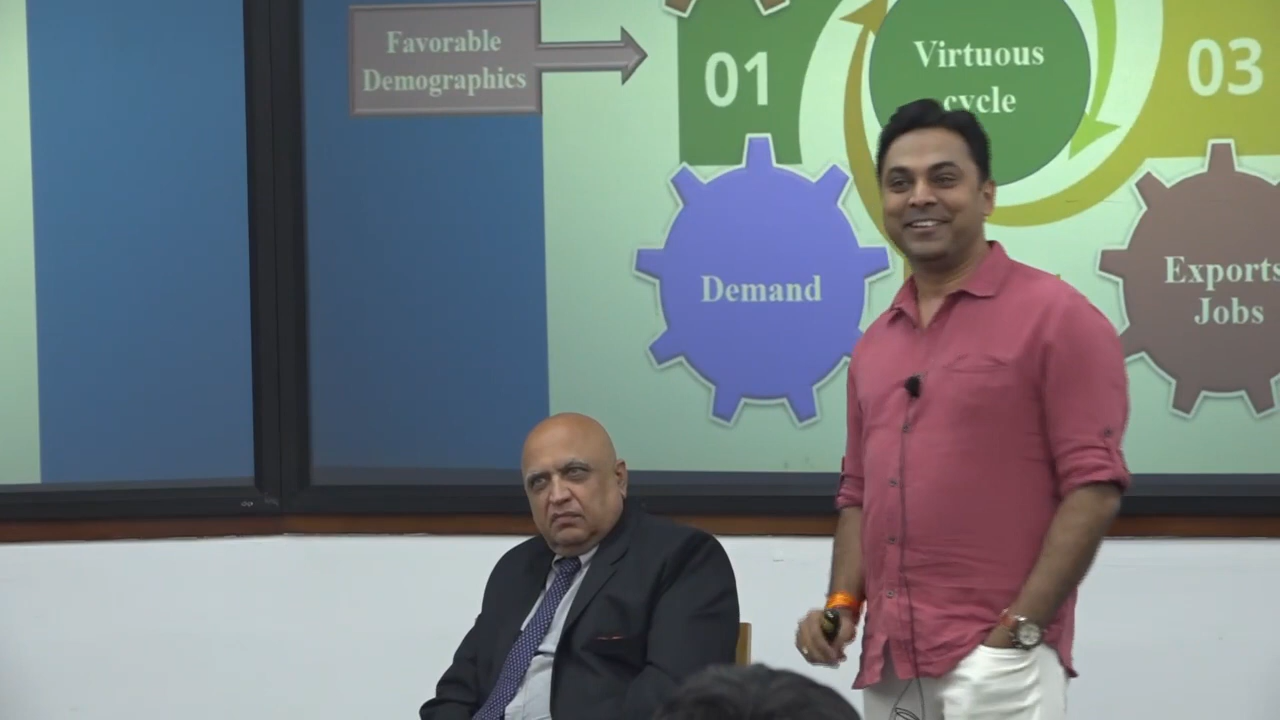 Favorable
Demographics
01
Virtuous
cycle
03
Demand
Exports
Jobs